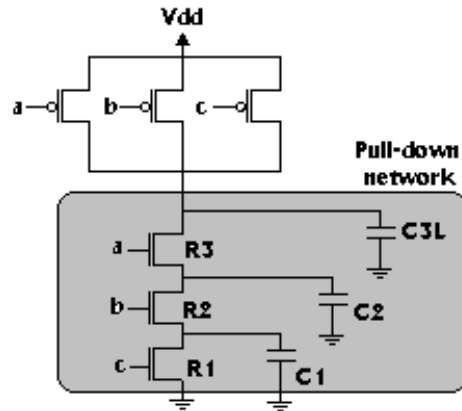 Vdd
a b c
Pull-down
network
C3L
a R3
C2
b R2
c R1 C1